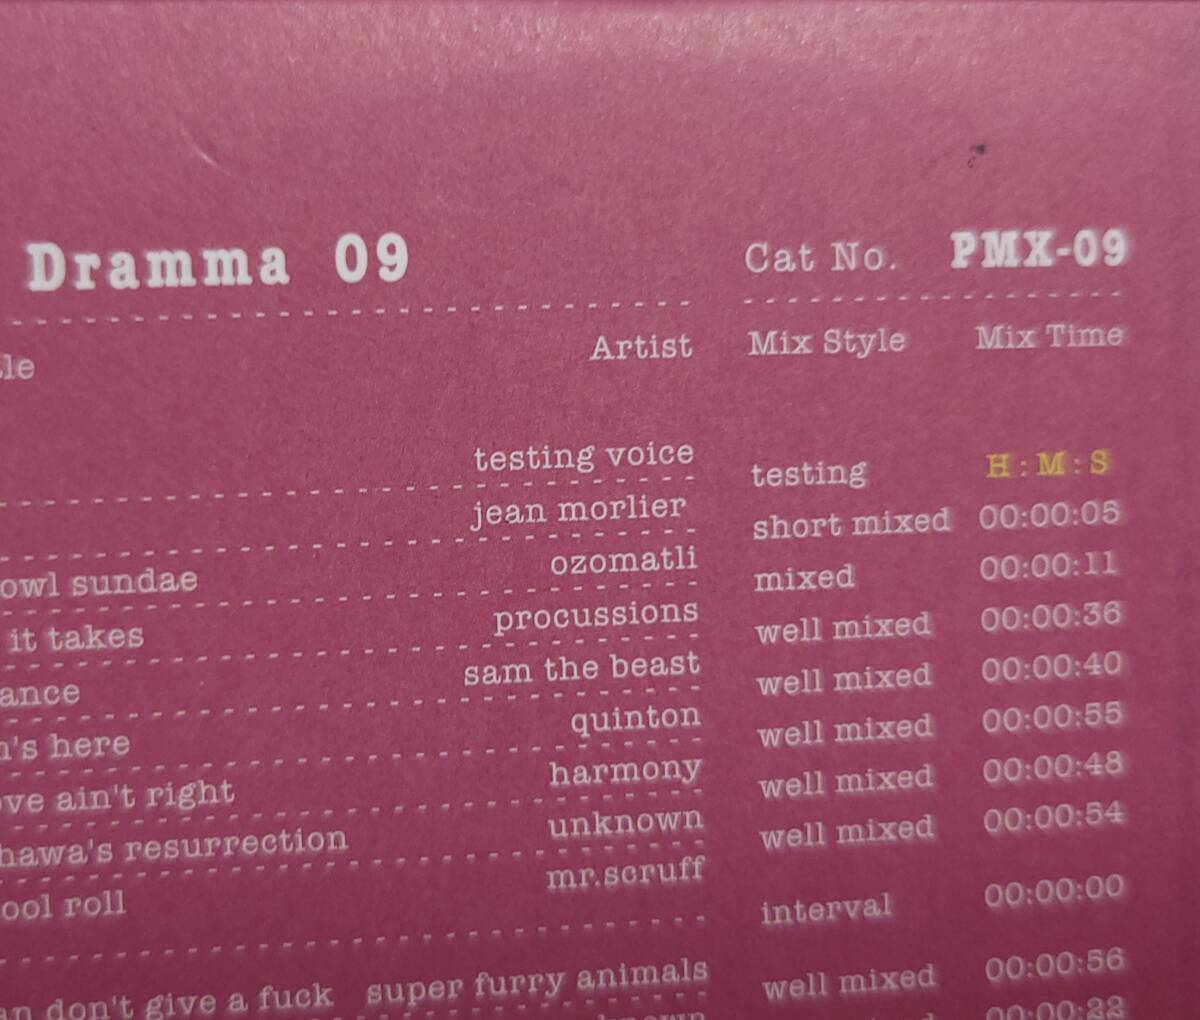 Dramma 09 Cat No. PMX-09
Artist Mix Style Mix Time
testing voice testing H:M:S
jean morlier short mixed 00:00:05
owl sundae ozomatli mixed 00:00:11
it takes procussions well mixed 00:00:36
ance sam the beast well mixed 00:00:40
's here quinton well mixed 00:00:55
ve ain't right harmony well mixed 00:00:48
hawa's resurrection unknown well mixed 00:00:54
ool roll mr.scruff
interval 00:00:00
an don't give a fuck super furry animals well mixed 00:00:56
00:00:22